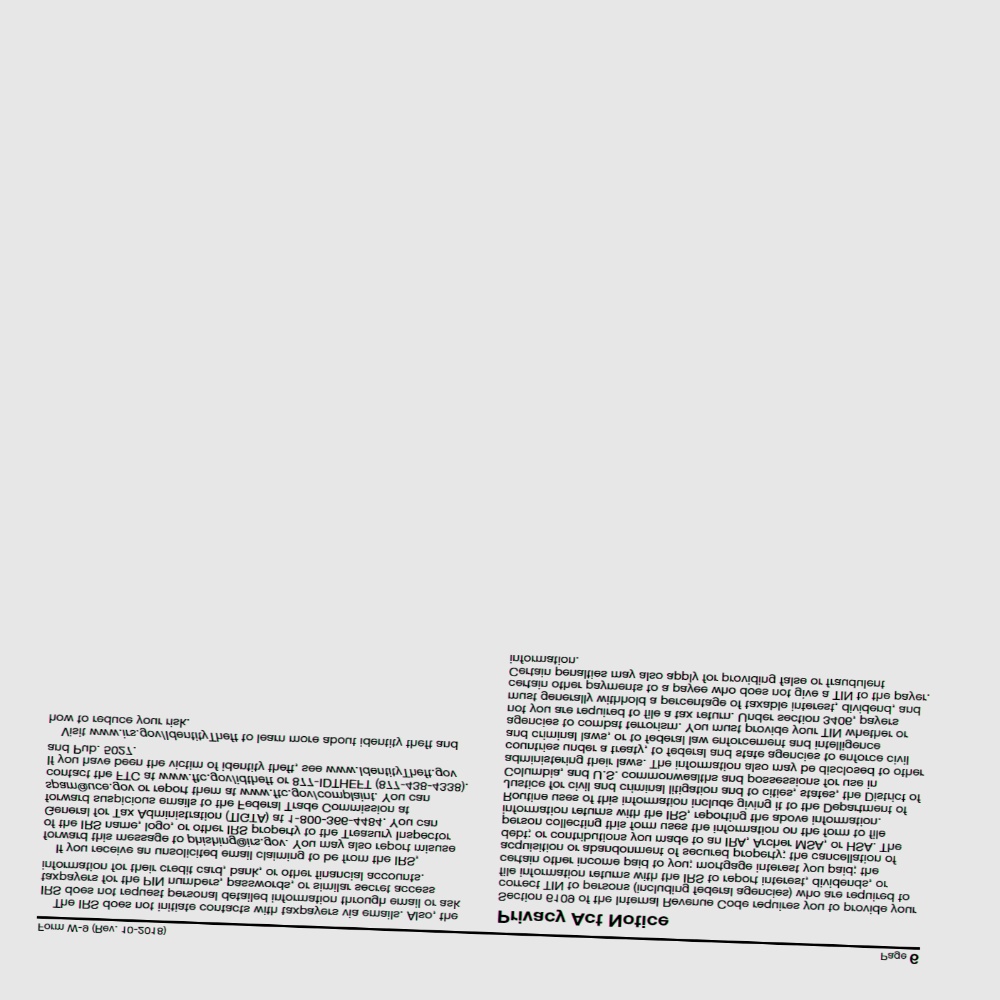 Form W-9 (Rev. 10-2018)
Page 6
The IRS does not initiate contacts with taxpayers via emails. Also, the
IRS does not request personal detailed information through email or ask
taxpayers for the PIN numbers, passwords, or similar secret access
information for their credit card, bank, or other financial accounts.
If you receive an unsolicited email claiming to be from the IRS,
forward this message to phishing@irs.gov. You may also report misuse
of the IRS name, logo, or other IRS property to the Treasury Inspector
General for Tax Administration (TIGTA) at 1-800-366-4484. You can
forward suspicious emails to the Federal Trade Commission at
spam@uce.gov or report them at www.ftc.gov/complaint. You can
contact the FTC at www.ftc.gov/idtheft or 877-IDTHEFT (877-438-4338).
If you have been the victim of identity theft, see www.IdentityTheft.gov
and Pub. 5027.
Visit www.irs.gov/IdentityTheft to learn more about identity theft and
how to reduce your risk.
Privacy Act Notice
Section 6109 of the Internal Revenue Code requires you to provide your
correct TIN to persons (including federal agencies) who are required to
file information returns with the IRS to report interest, dividends, or
certain other income paid to you; mortgage interest you paid; the
acquisition or abandonment of secured property; the cancellation of
debt; or contributions you made to an IRA, Archer MSA, or HSA. The
person collecting this form uses the information on the form to file
information returns with the IRS, reporting the above information.
Routine uses of this information include giving it to the Department of
Justice for civil and criminal litigation and to cities, states, the District of
Columbia, and U.S. commonwealths and possessions for use in
administering their laws. The information also may be disclosed to other
countries under a treaty, to federal and state agencies to enforce civil
and criminal laws, or to federal law enforcement and intelligence
agencies to combat terrorism. You must provide your TIN whether or
not you are required to file a tax return. Under section 3406, payers
must generally withhold a percentage of taxable interest, dividend, and
certain other payments to a payee who does not give a TIN to the payer.
Certain penalties may also apply for providing false or fraudulent
information.